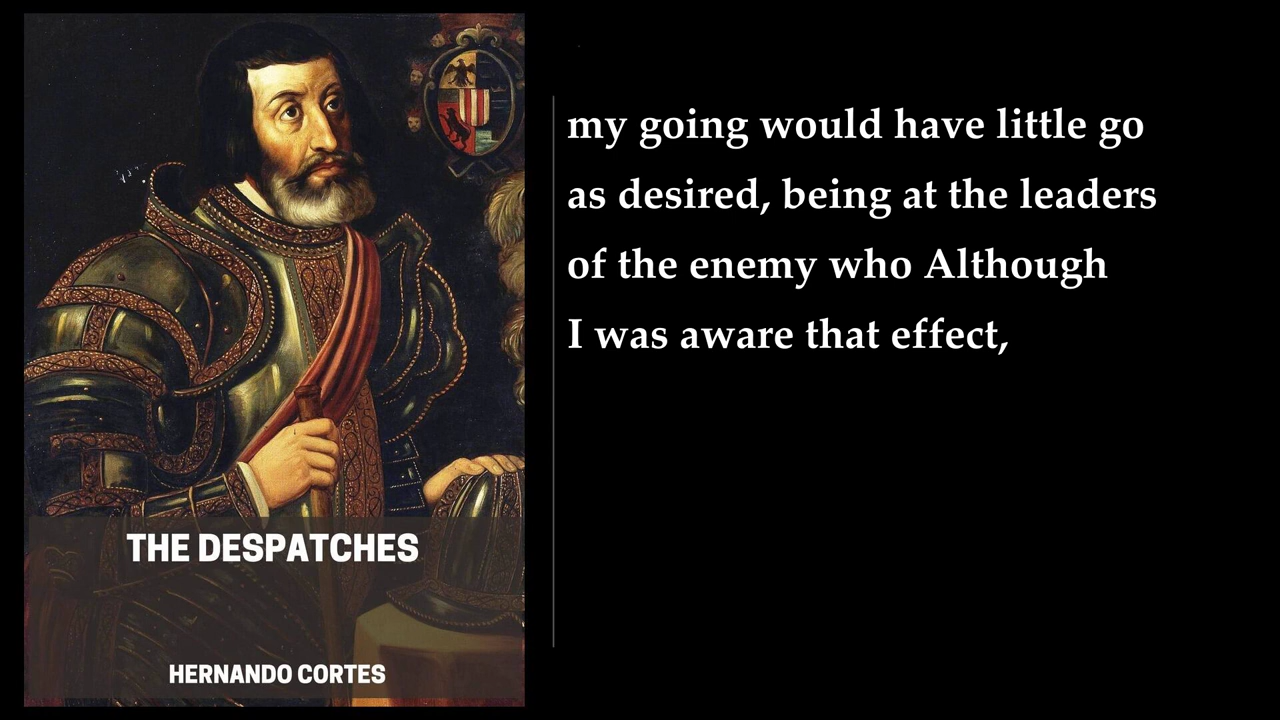 THE DESPATCHES
HERNANDO CORTES
my going would have little go
as desired, being at the leaders
of the enemy who Although
I was aware that effect,